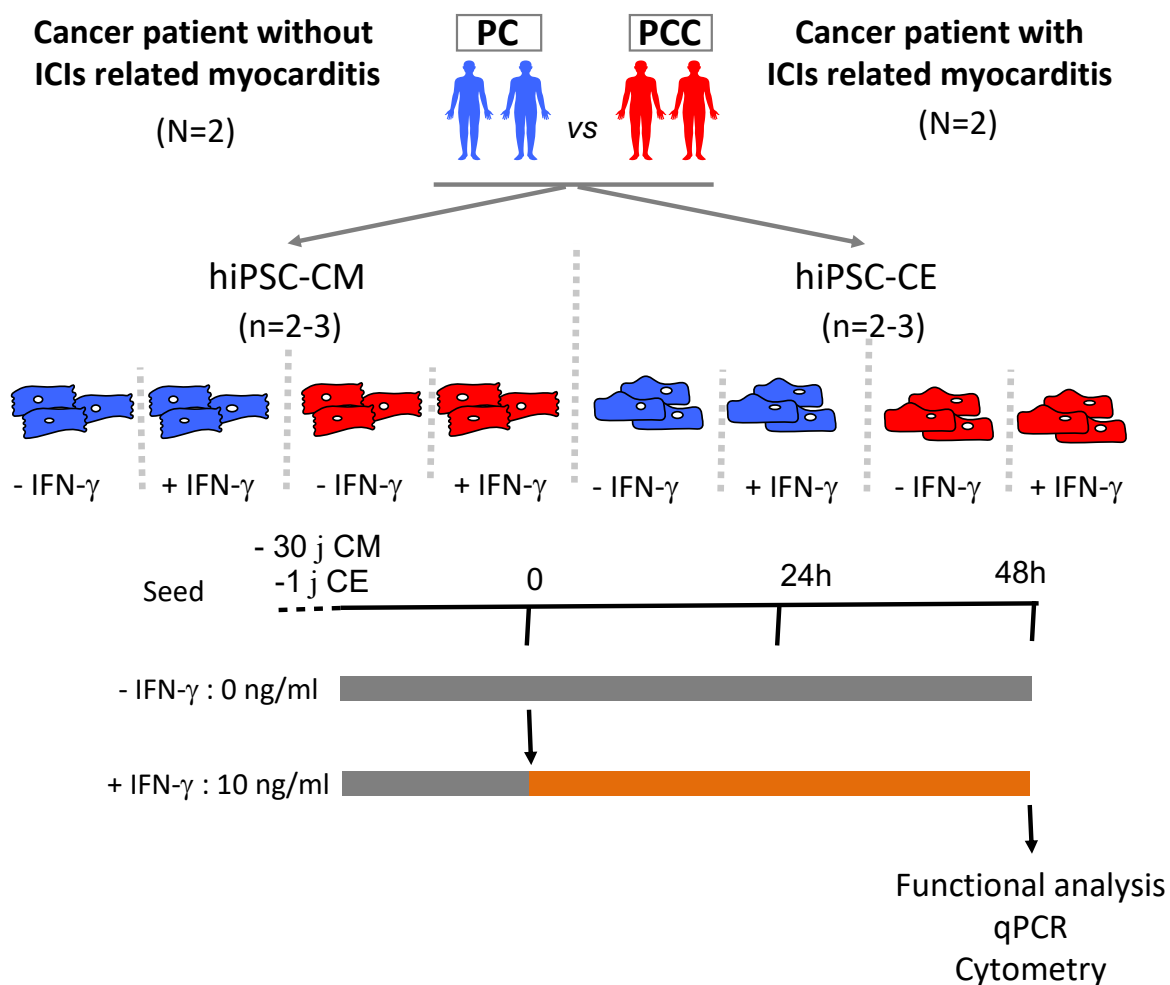 Cancer patient without
ICIs related myocarditis
(N=2)
PC
vs
PCC
Cancer patient with
ICIs related myocarditis
(N=2)
hiPSC-CM
(n=2-3)
hiPSC-CE
(n=2-3)
- IFN-γ
+ IFN-γ
- IFN-γ
+ IFN-γ
- IFN-γ
+ IFN-γ
- IFN-γ
+ IFN-γ
Seed
- 30 j CM
-1 j CE
0
24h
48h
- IFN-γ : 0 ng/ml
+ IFN-γ : 10 ng/ml
Functional analysis
qPCR
Cytometry